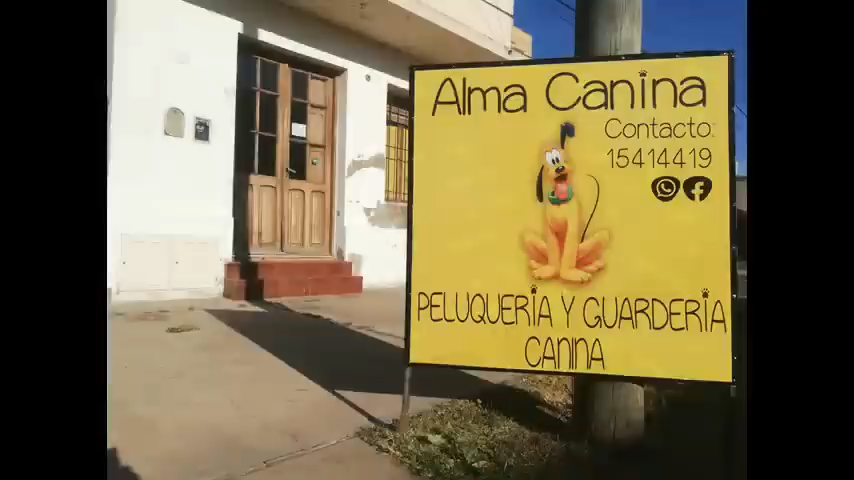 Alma Canina
Contacto:
15414419
PELUQUERIA Y GUARDERIA
CANINA